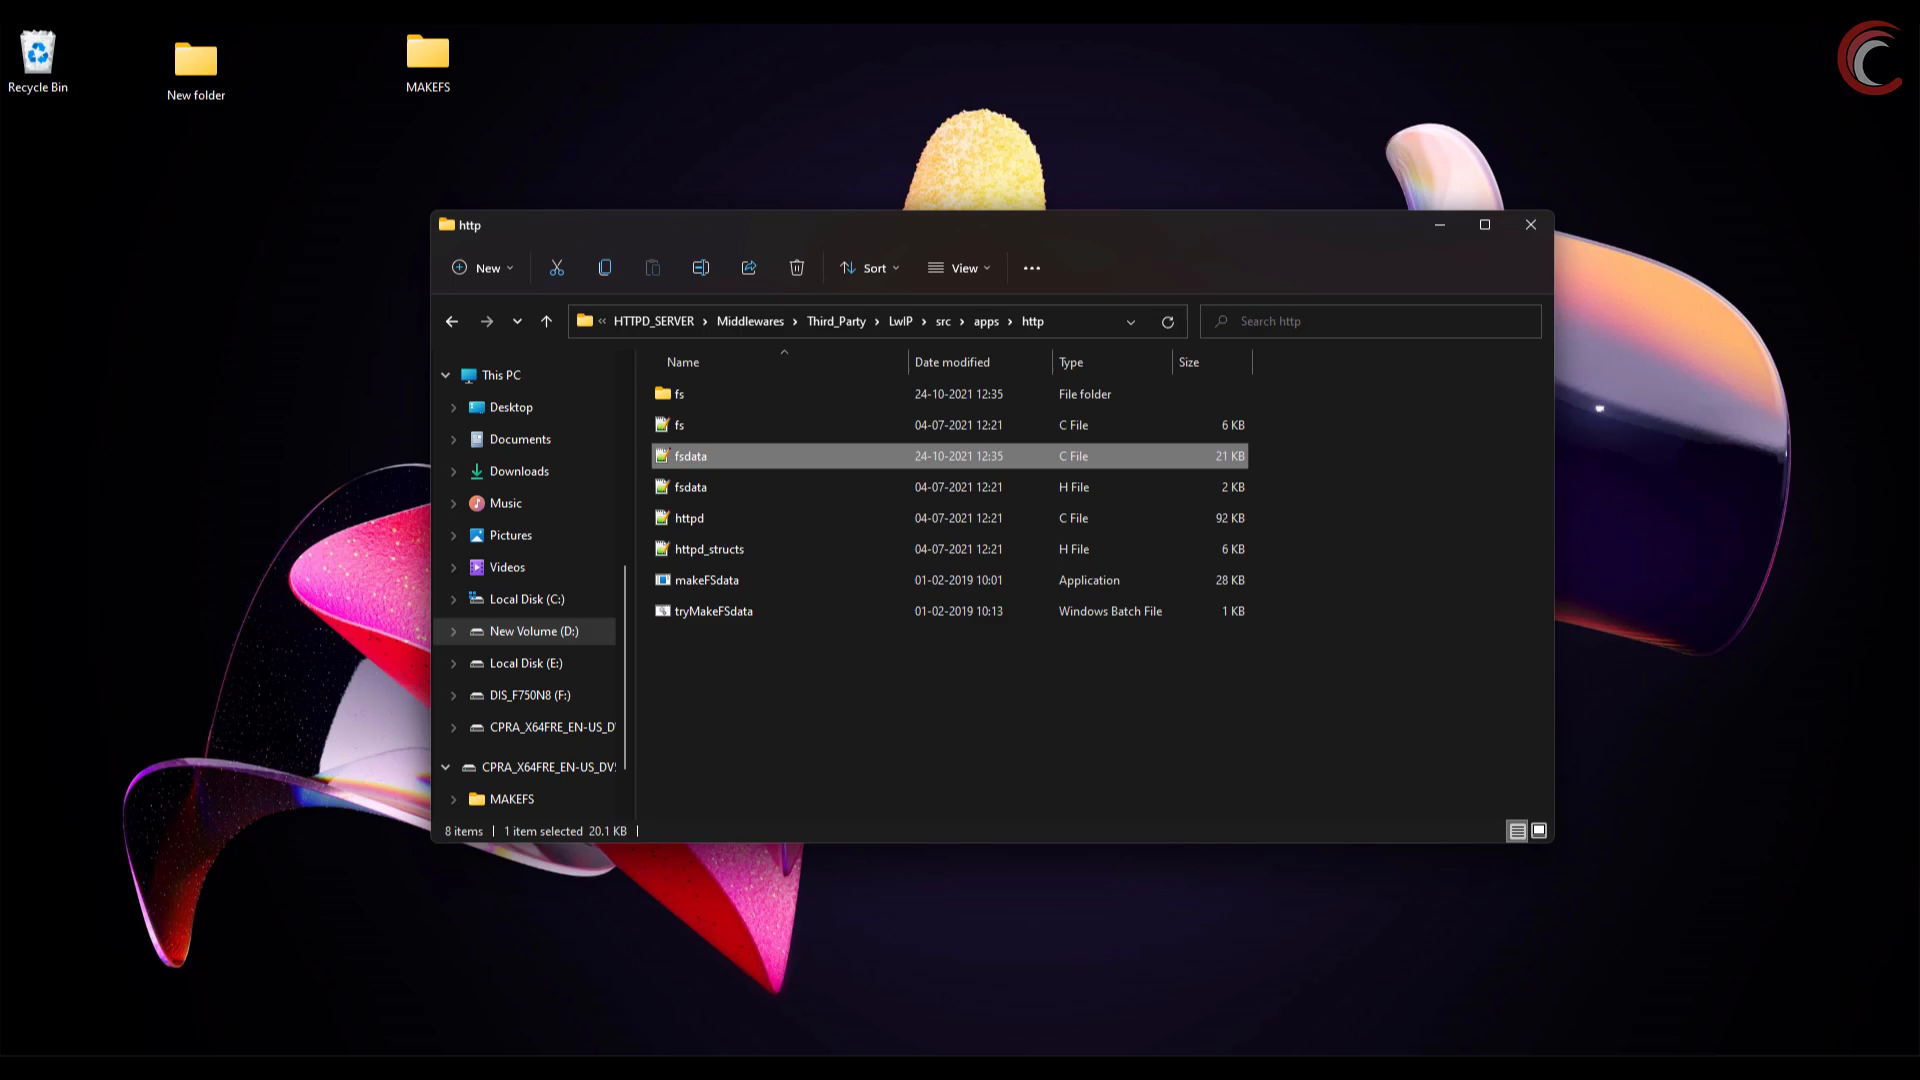 Recycle Bin
New folder
MAKEFS
http
New
Sort
View
HTTPD_SERVER
Middlewares
Third_Party
LwIP
src
apps
http
Search http
Name
Date modified
Type
Size
This PC
Desktop
Documents
Downloads
Music
Pictures
Videos
Local Disk (C:)
New Volume (D:)
Local Disk (E:)
DIS_F750N8 (F:)
CPRA_X64FRE_EN-US_D
CPRA_X64FRE_EN-US_DV
MAKEFS
fs 24-10-2021 12:35 File folder
fs 04-07-2021 12:21 C File 6 KB
fsdata 24-10-2021 12:35 C File 21 KB
fsdata 04-07-2021 12:21 H File 2 KB
httpd 04-07-2021 12:21 C File 92 KB
httpd_structs 04-07-2021 12:21 H File 6 KB
makeFSdata 01-02-2019 10:01 Application 28 KB
tryMakeFSdata 01-02-2019 10:13 Windows Batch File 1 KB
8 items 1 item selected 20.1 KB